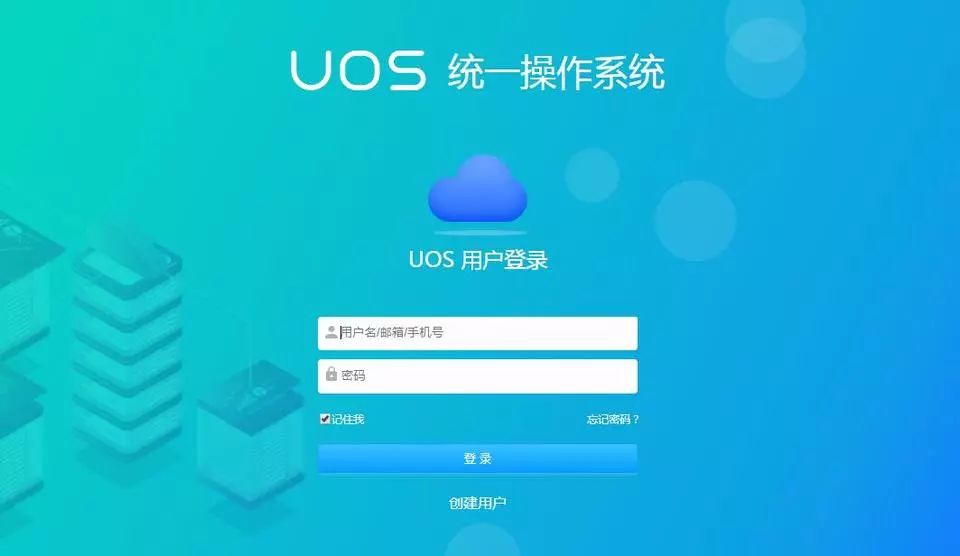 UOS 统一操作系统
UOS 用户登录
用户名/邮箱/手机号
密码
记住我 忘记密码？
登 录
创建用户